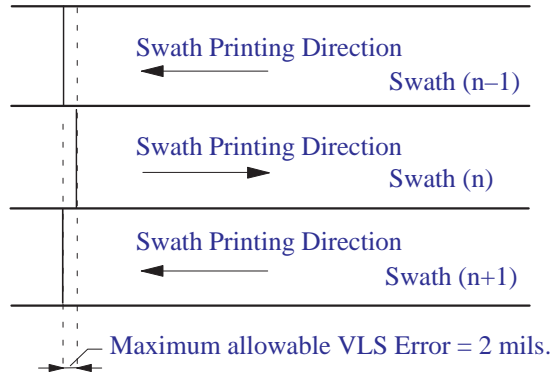 Swath Printing Direction
Swath (n–1)
Swath Printing Direction
Swath (n)
Swath Printing Direction
Swath (n+1)
Maximum allowable VLS Error = 2 mils.